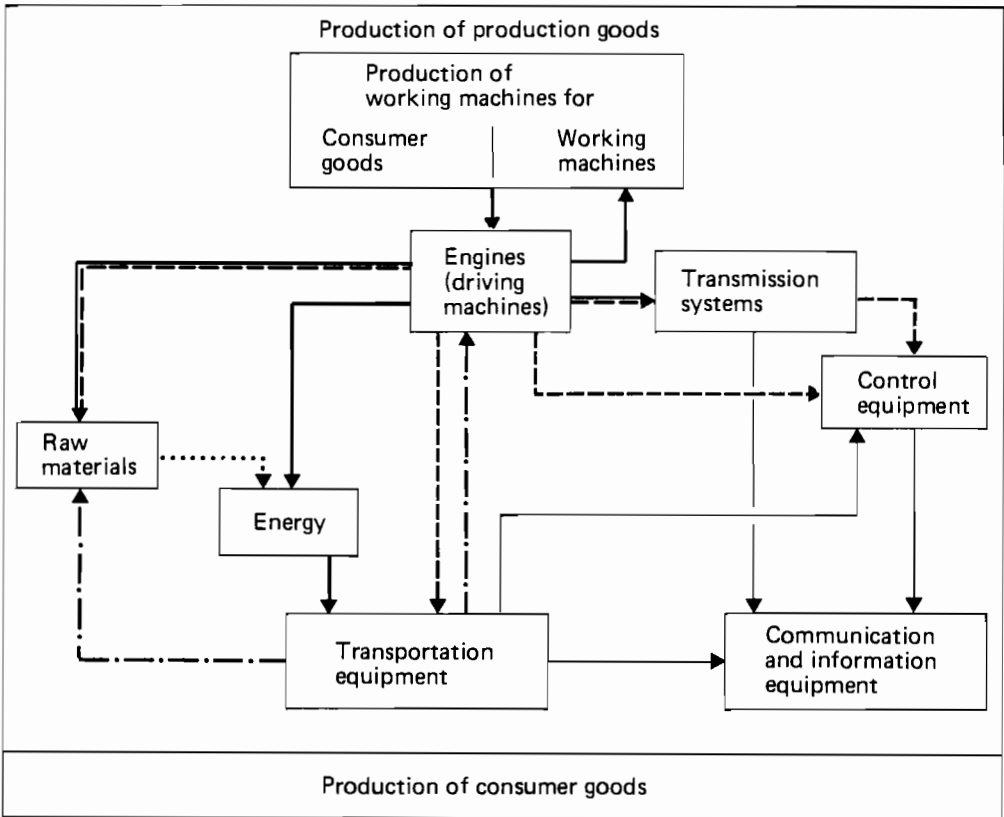 Production of production goods
Production of
working machines for
Consumer
goods
Working
machines
Engines
(driving
machines)
Transmission
systems
Control
equipment
Raw
materials
Energy
Transportation
equipment
Communication
and information
equipment
Production of consumer goods